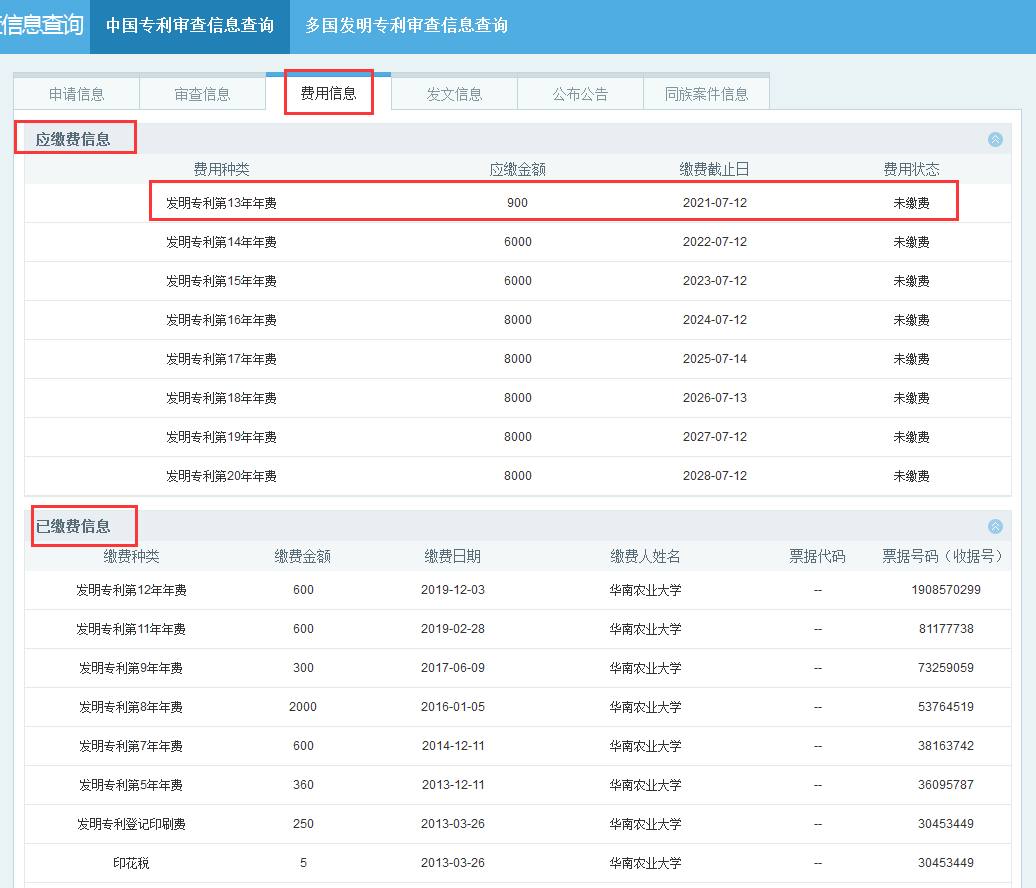 信息查询 中国专利审查信息查询 多国发明专利审查信息查询
申请信息 审查信息 费用信息 发文信息 公布公告 同族案件信息
应缴费信息
费用种类 应缴金额 缴费截止日 费用状态
发明专利第13年年费 900 2021-07-12 未缴费
发明专利第14年年费 6000 2022-07-12 未缴费
发明专利第15年年费 6000 2023-07-12 未缴费
发明专利第16年年费 8000 2024-07-12 未缴费
发明专利第17年年费 8000 2025-07-14 未缴费
发明专利第18年年费 8000 2026-07-13 未缴费
发明专利第19年年费 8000 2027-07-12 未缴费
发明专利第20年年费 8000 2028-07-12 未缴费
已缴费信息
缴费种类 缴费金额 缴费日期 缴费人姓名 票据代码 票据号码（收据号）
发明专利第12年年费 600 2019-12-03 华南农业大学 -- 1908570299
发明专利第11年年费 600 2019-02-28 华南农业大学 -- 81177738
发明专利第9年年费 300 2017-06-09 华南农业大学 -- 73259059
发明专利第8年年费 2000 2016-01-05 华南农业大学 -- 53764519
发明专利第7年年费 600 2014-12-11 华南农业大学 -- 38163742
发明专利第5年年费 360 2013-12-11 华南农业大学 -- 36095787
发明专利登记印刷费 250 2013-03-26 华南农业大学 -- 30453449
印花税 5 2013-03-26 华南农业大学 -- 30453449